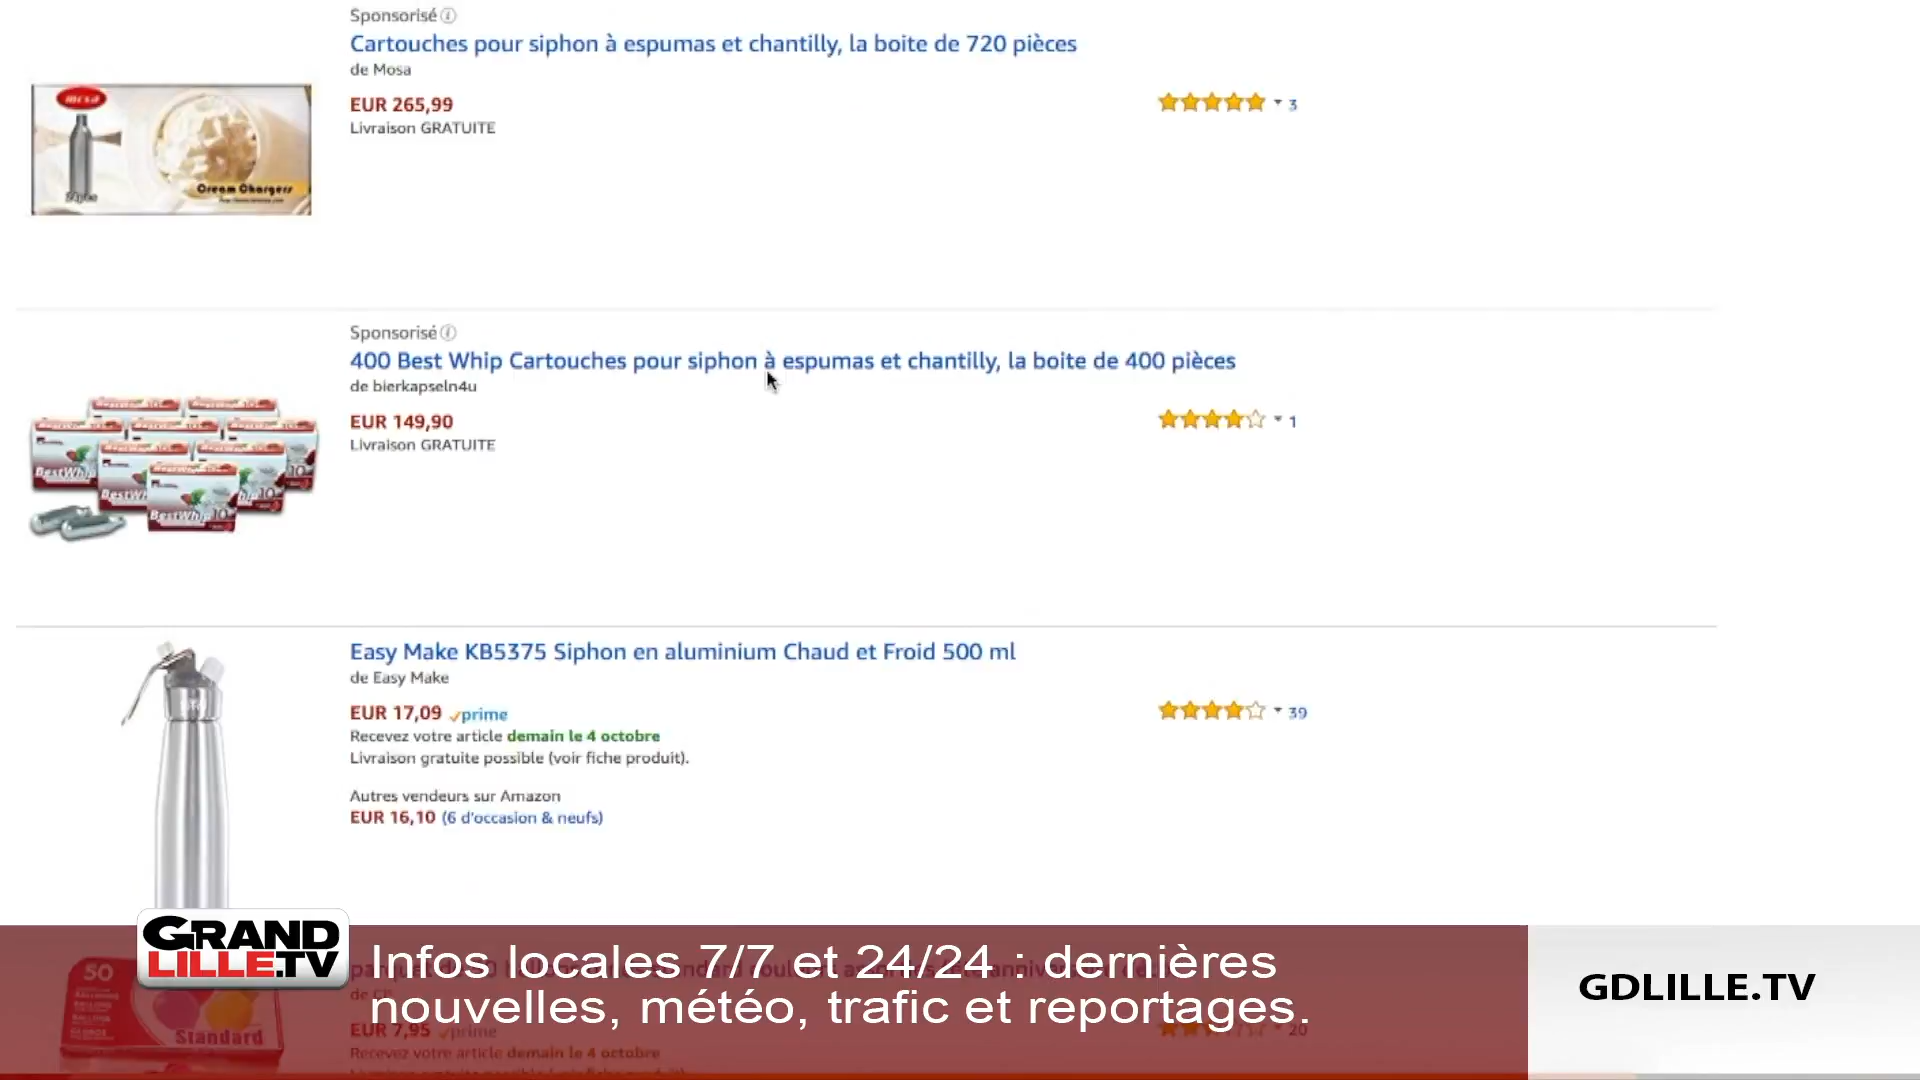 Sponsorisé
Cartouches pour siphon à espumas et chantilly, la boite de 720 pièces
de Mosa
EUR 265,99
Livraison GRATUITE
3
mosa
Cream Chargers
24pcs
Sponsorisé
400 Best Whip Cartouches pour siphon à espumas et chantilly, la boite de 400 pièces
de bierkapseln4u
EUR 149,90
Livraison GRATUITE
1
BestWhip 10
Easy Make KB5375 Siphon en aluminium Chaud et Froid 500 ml
de Easy Make
EUR 17,09 prime
39
Recevez votre article demain le 4 octobre
Livraison gratuite possible (voir fiche produit).
Autres vendeurs sur Amazon
EUR 16,10 (6 d'occasion & neufs)
GRAND
LILLE.TV
Infos locales 7/7 et 24/24 : dernières
nouvelles, météo, trafic et reportages.
GDLILLE.TV
50
Standard
EUR 7,95 prime
20
Recevez votre article demain le 4 octobre